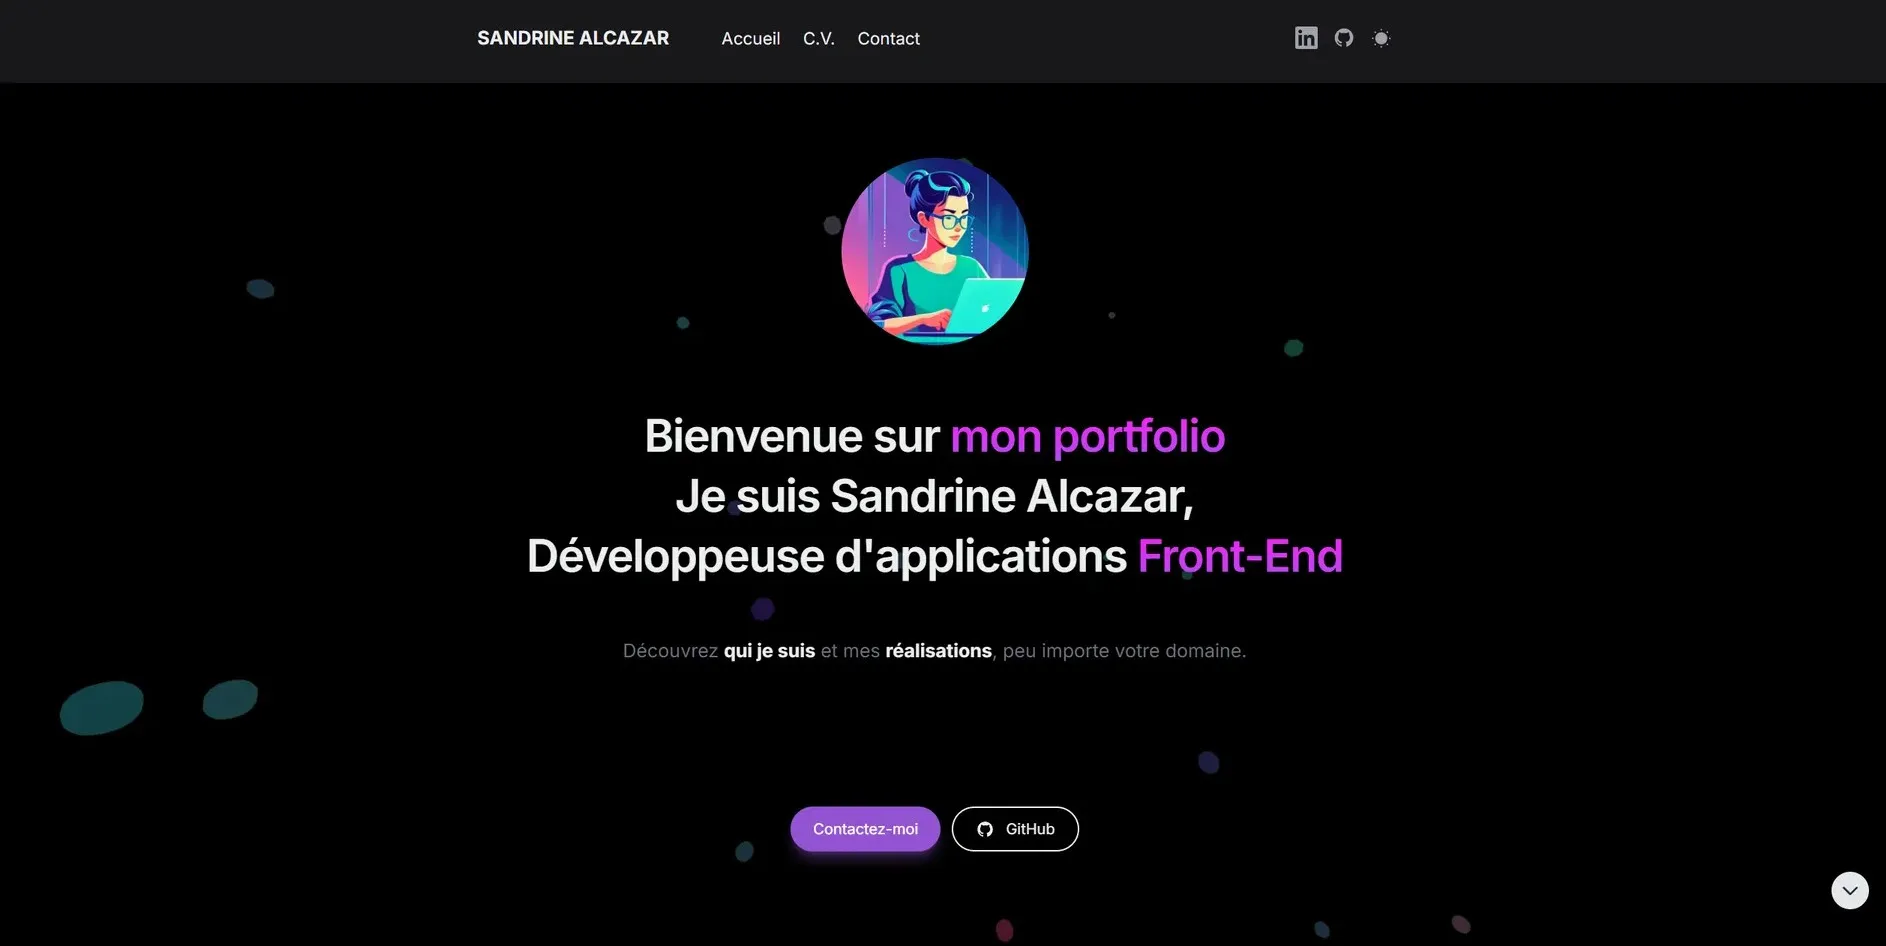 SANDRINE ALCAZAR
Accueil
C.V.
Contact
Bienvenue sur mon portfolio
Je suis Sandrine Alcazar,
Développeuse d'applications Front-End
Découvrez qui je suis et mes réalisations, peu importe votre domaine.
Contactez-moi
GitHub